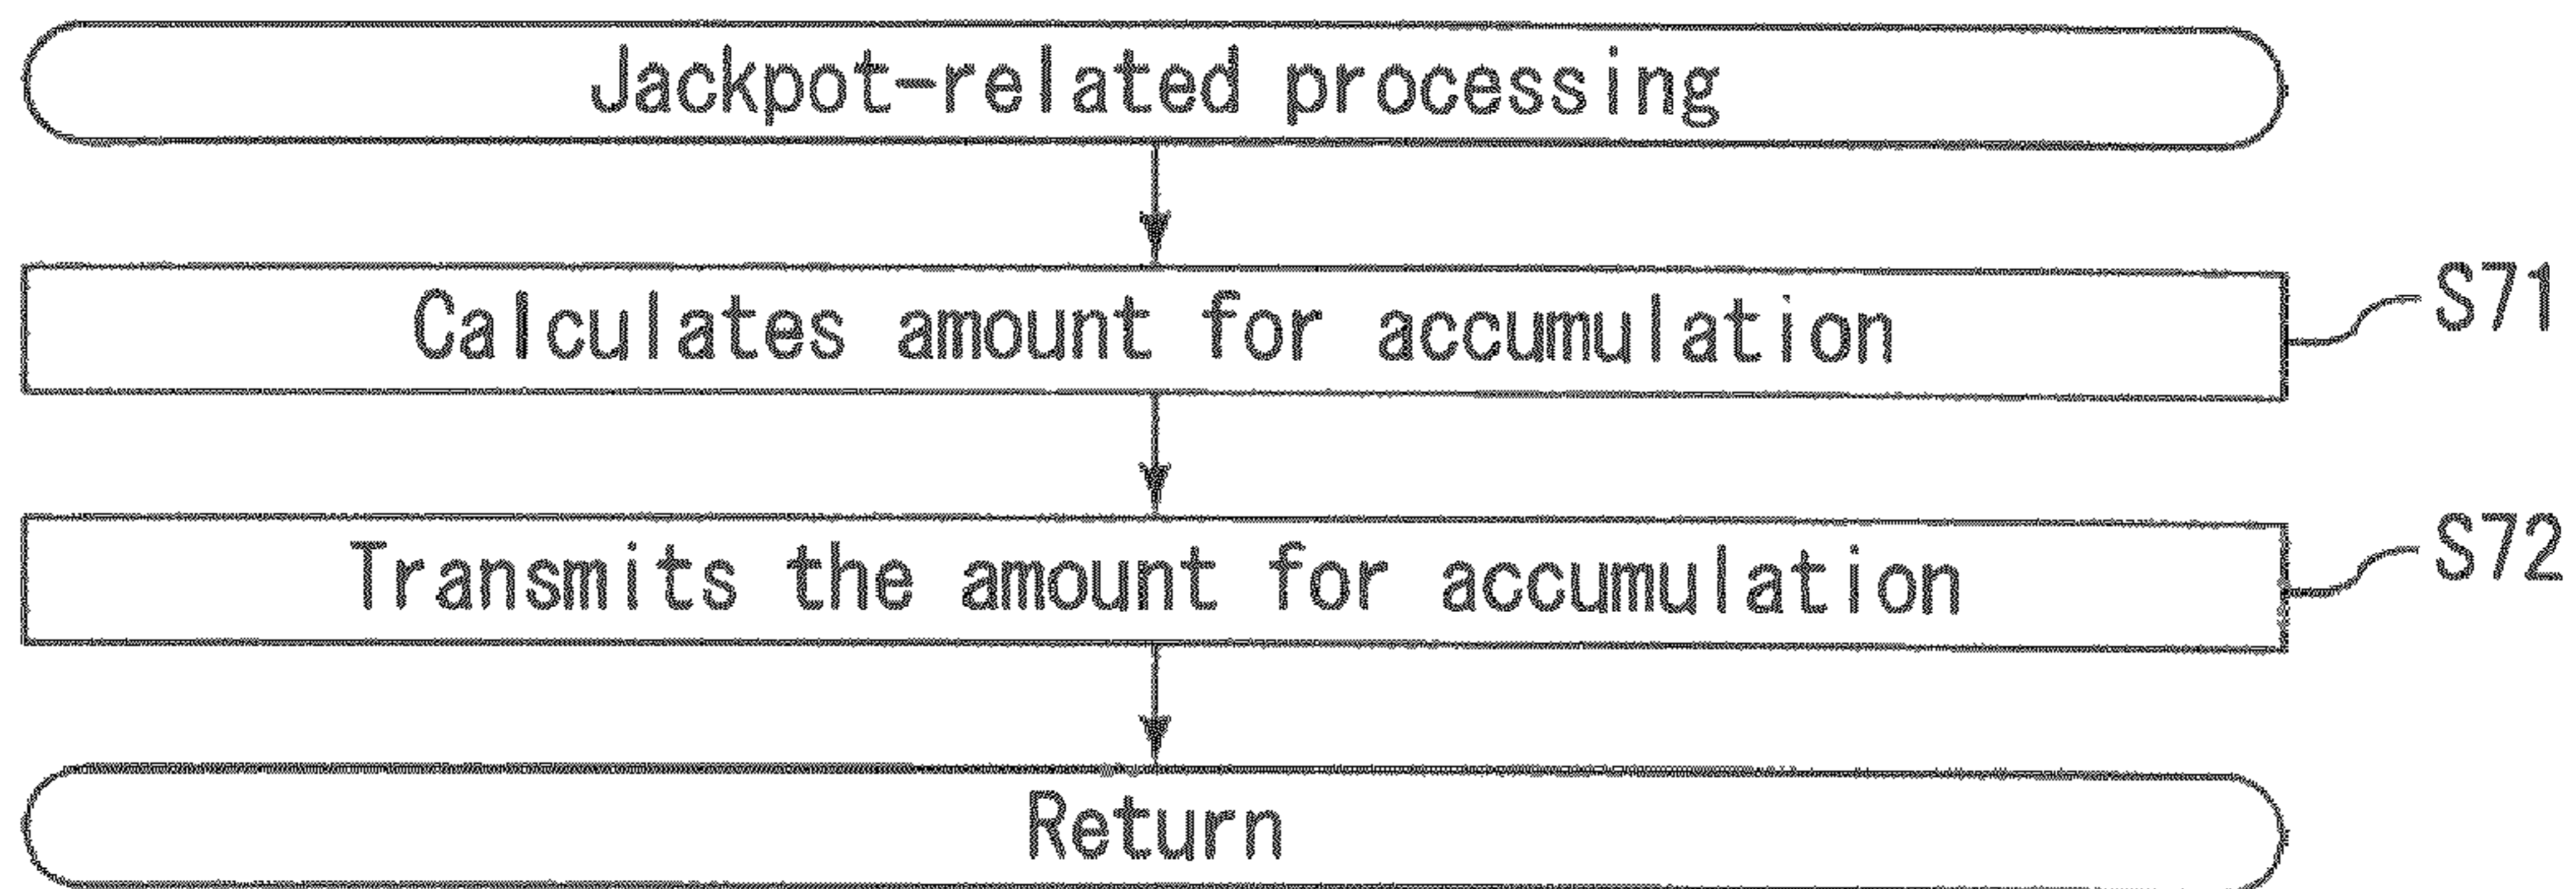 Jackpot-related processing
Calculates amount for accumulation
S71
Transmits the amount for accumulation
S72
Return